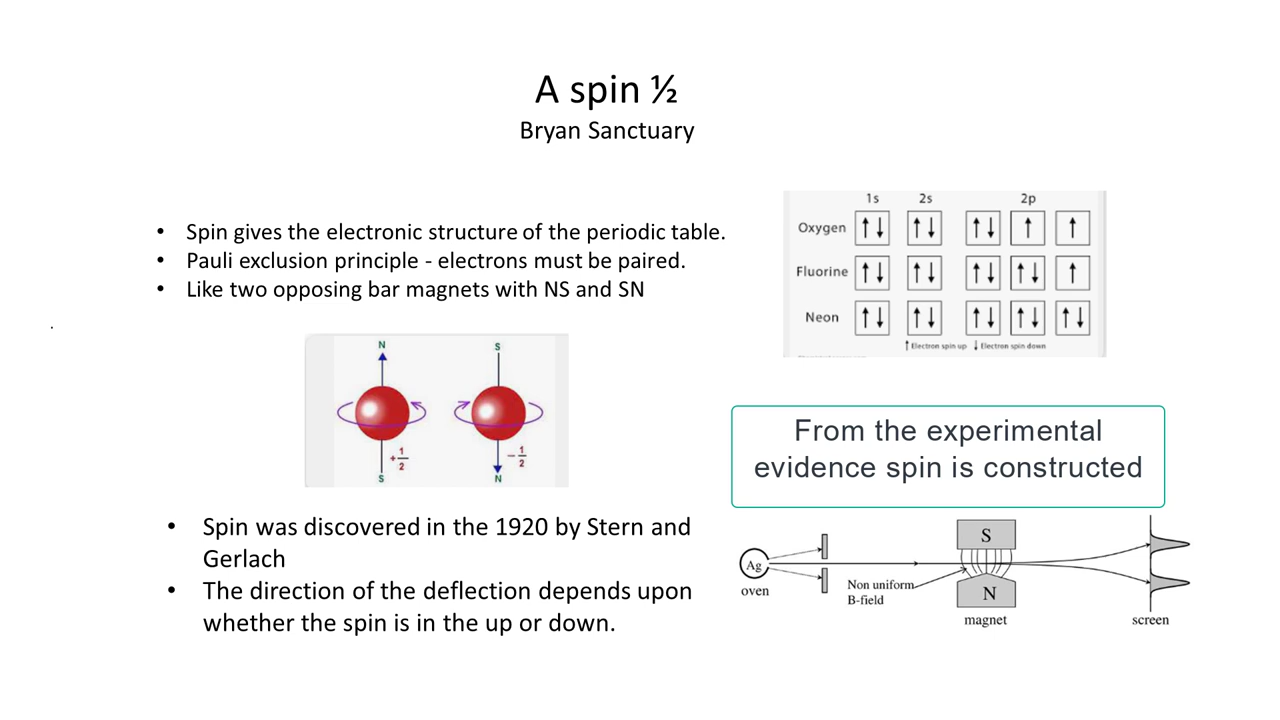 A spin ½
Bryan Sanctuary
• Spin gives the electronic structure of the periodic table.
• Pauli exclusion principle - electrons must be paired.
• Like two opposing bar magnets with NS and SN
.
1s 2s 2p
Oxygen ↑↓ ↑↓ ↑↓ ↑ ↑
Fluorine ↑↓ ↑↓ ↑↓ ↑↓ ↑
Neon ↑↓ ↑↓ ↑↓ ↑↓ ↑↓
↑Electron spin up ↓Electron spin down
N S
+1/2 -1/2
S N
From the experimental
evidence spin is constructed
• Spin was discovered in the 1920 by Stern and
Gerlach
• The direction of the deflection depends upon
whether the spin is in the up or down.
S
Ag
oven
Non uniform
B-field
N
magnet
screen